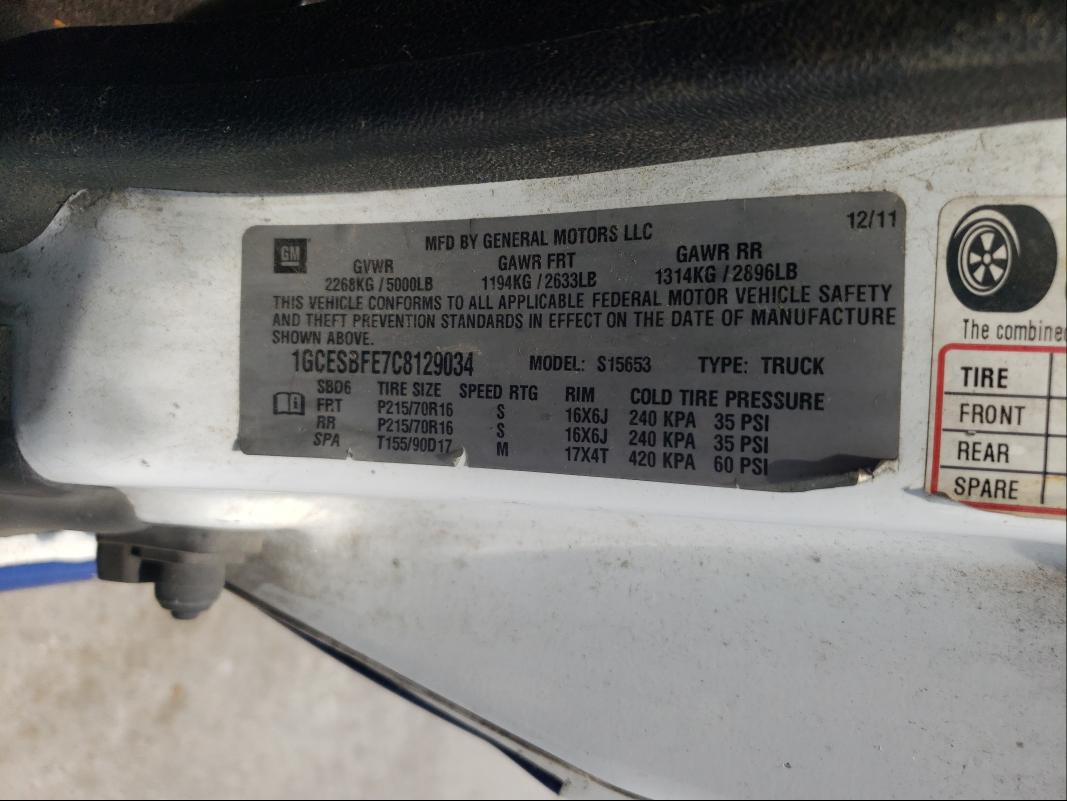 12/11
GM MFD BY GENERAL MOTORS LLC
GVWR GAWR FRT GAWR RR
2268KG / 5000LB 1194KG / 2633LB 1314KG / 2896LB
THIS VEHICLE CONFORMS TO ALL APPLICABLE FEDERAL MOTOR VEHICLE SAFETY
AND THEFT PREVENTION STANDARDS IN EFFECT ON THE DATE OF MANUFACTURE
SHOWN ABOVE.
1GCESBFE7C8129034 MODEL: S15653 TYPE: TRUCK
SBD6 TIRE SIZE SPEED RTG RIM COLD TIRE PRESSURE
FRT P215/70R16 S 16X6J 240 KPA 35 PSI
RR P215/70R16 S 16X6J 240 KPA 35 PSI
SPA T155/90D17 M 17X4T 420 KPA 60 PSI
The combined
TIRE
FRONT
REAR
SPARE